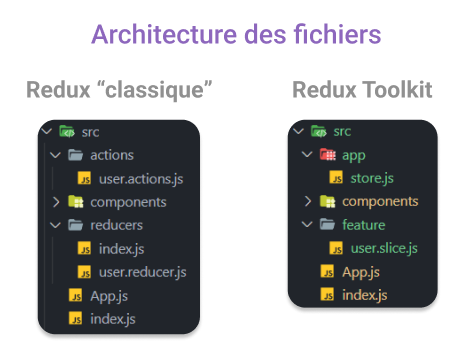 Architecture des fichiers
Redux “classique”
src
actions
user.actions.js
components
reducers
index.js
user.reducer.js
App.js
index.js
Redux Toolkit
src
app
store.js
components
feature
user.slice.js
App.js
index.js